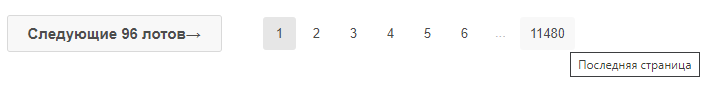 Следующие 96 лотов→ 1 2 3 4 5 6 ... 11480
Последняя страница